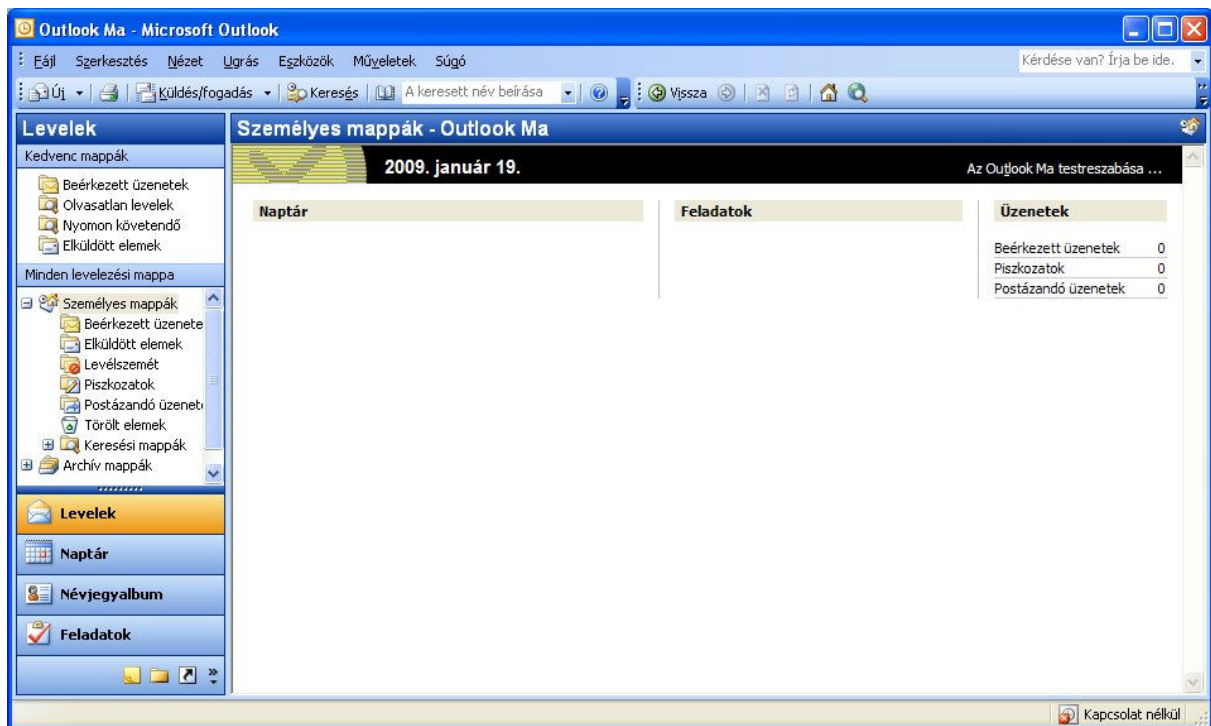 Outlook Ma - Microsoft Outlook
Fájl Szerkesztés Nézet Ugrás Eszközök Műveletek Súgó Kérdése van? Írja be ide.
Új Küldés/fogadás Keresés A keresett név beírása Vissza
Levelek
Személyes mappák - Outlook Ma
Kedvenc mappák
Beérkezett üzenetek
Olvasatlan levelek
Nyomon követendő
Elküldött elemek
Minden levelezési mappa
Személyes mappák
Beérkezett üzenete
Elküldött elemek
Levélszemét
Piszkozatok
Postázandó üzenet
Törölt elemek
Keresési mappák
Archív mappák
Levelek
Naptár
Névjegyalbum
Feladatok
2009. január 19. Az Outlook Ma testreszabása ...
Naptár Feladatok Üzenetek
Beérkezett üzenetek 0
Piszkozatok 0
Postázandó üzenetek 0
Kapcsolat nélkül